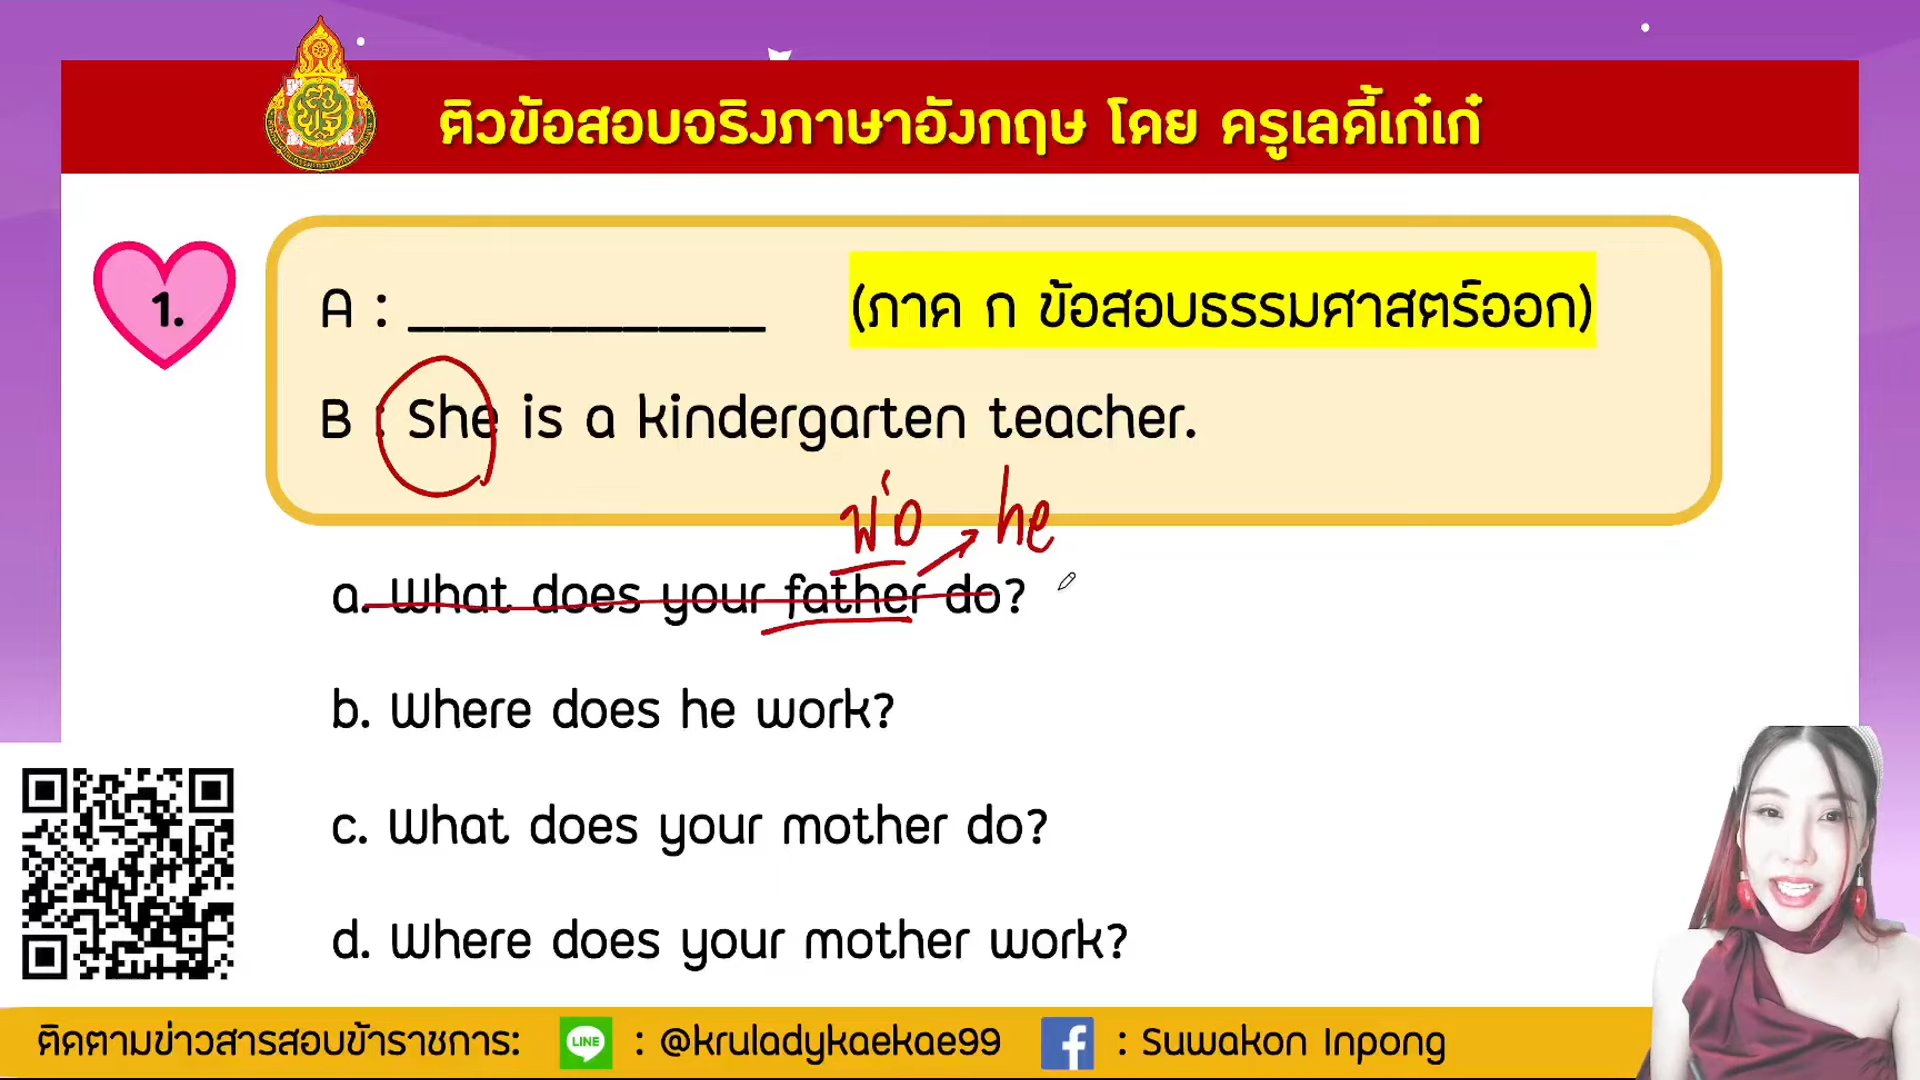 ติวข้อสอบจริงภาษาอังกฤษ โดย ครูเลดี้เก๋เก๋
1.
A : __________ (ภาค ก ข้อสอบธรรมศาสตร์ออก)
B : She is a kindergarten teacher.
พ่อ he
a. What does your father do?
b. Where does he work?
c. What does your mother do?
d. Where does your mother work?
ติดตามข่าวสารสอบข้าราชการ: LINE : @kruladykaekae99 f : Suwakon Inpong